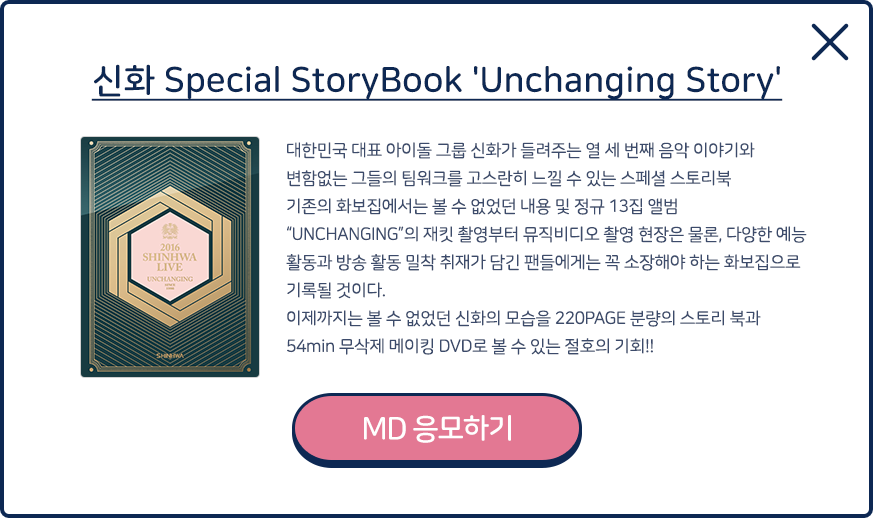 신화 Special StoryBook 'Unchanging Story'
대한민국 대표 아이돌 그룹 신화가 들려주는 열 세 번째 음악 이야기와
변함없는 그들의 팀워크를 고스란히 느낄 수 있는 스페셜 스토리북
기존의 화보집에서는 볼 수 없었던 내용 및 정규 13집 앨범
“UNCHANGING”의 재킷 촬영부터 뮤직비디오 촬영 현장은 물론, 다양한 예능
활동과 방송 활동 밀착 취재가 담긴 팬들에게는 꼭 소장해야 하는 화보집으로
기록될 것이다.
이제까지는 볼 수 없었던 신화의 모습을 220PAGE 분량의 스토리 북과
54min 무삭제 메이킹 DVD로 볼 수 있는 절호의 기회!!
2016
SHINHWA
LIVE
UNCHANGING
SHINHWA
MD 응모하기